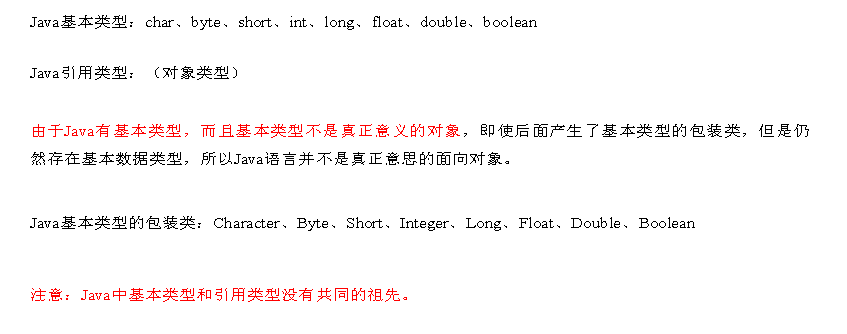 Java基本类型：char、byte、short、int、long、float、double、boolean
Java引用类型：（对象类型）
由于Java有基本类型，而且基本类型不是真正意义的对象，即使后面产生了基本类型的包装类，但是仍
然存在基本数据类型，所以Java语言并不是真正意思的面向对象。
Java基本类型的包装类：Character、Byte、Short、Integer、Long、Float、Double、Boolean
注意：Java中基本类型和引用类型没有共同的祖先。